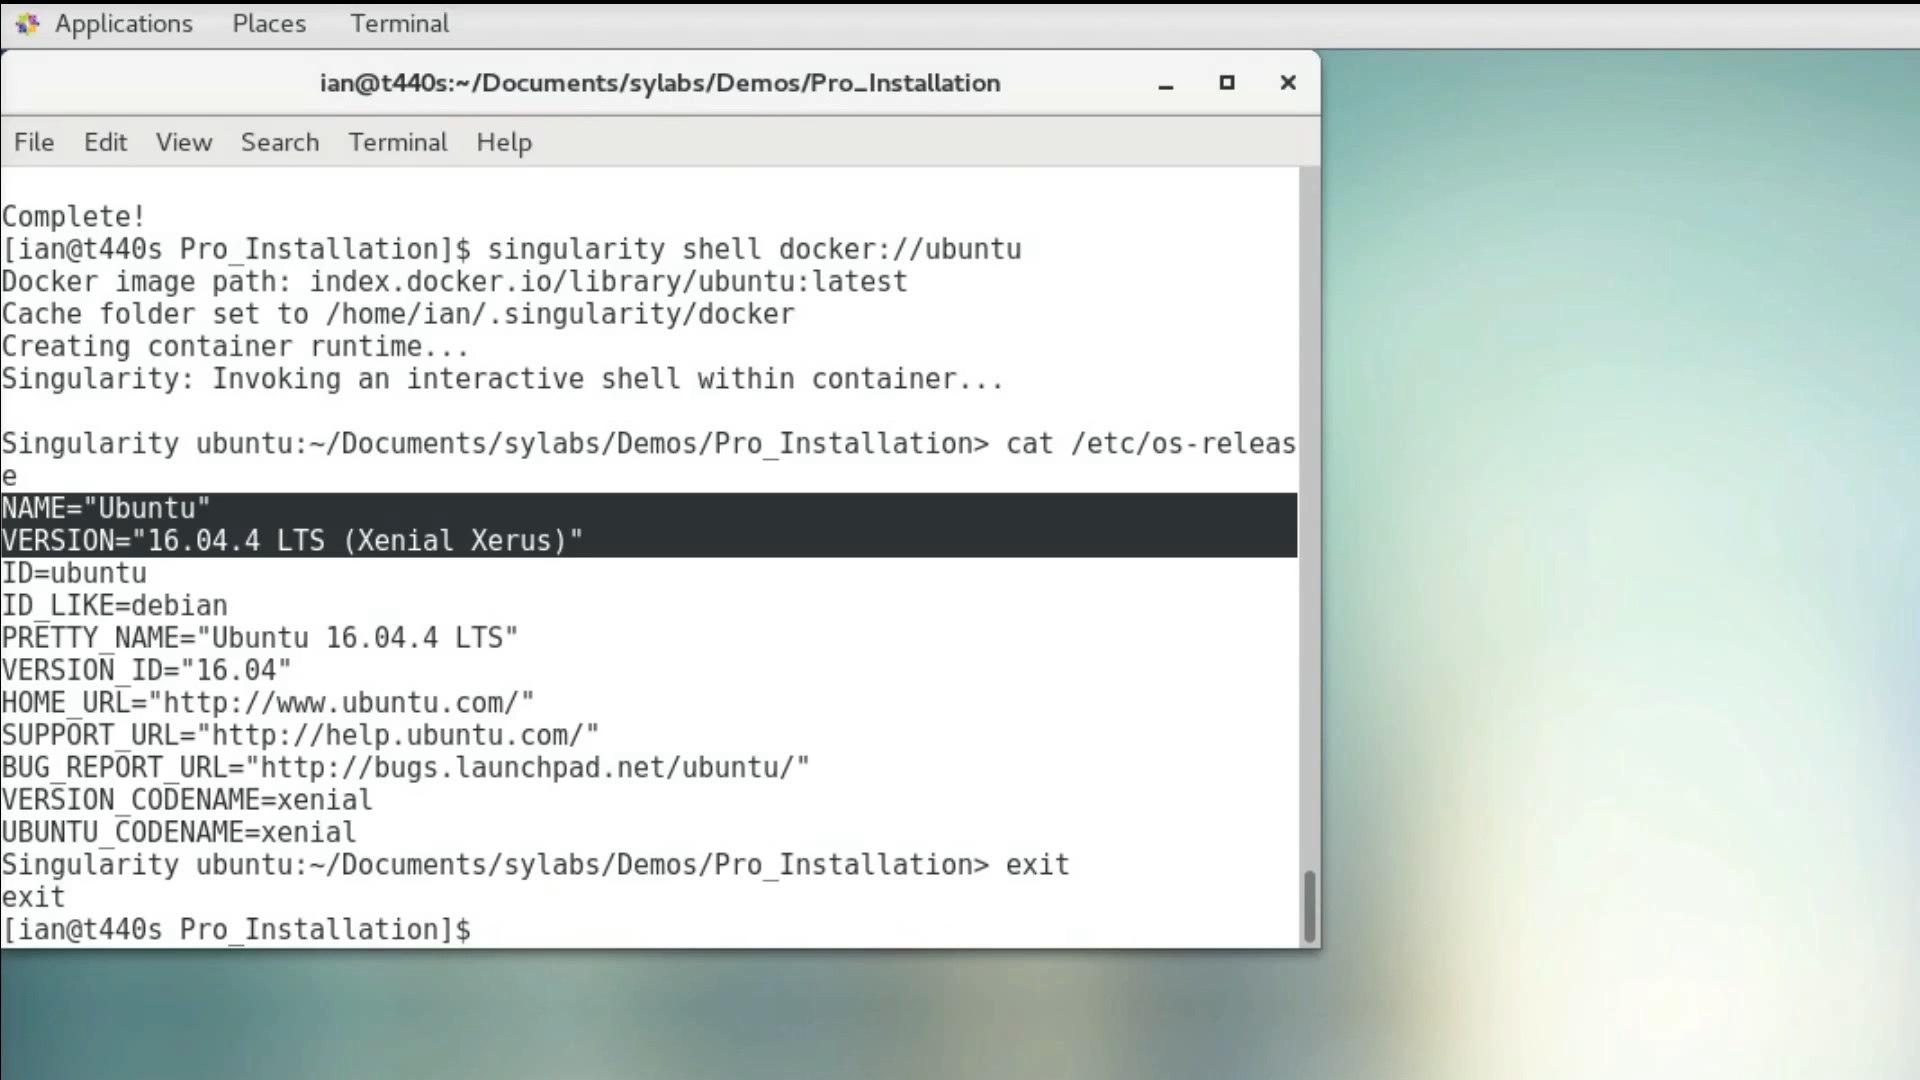 Applications Places Terminal
ian@t440s:~/Documents/sylabs/Demos/Pro_Installation
File Edit View Search Terminal Help
Complete!
[ian@t440s Pro_Installation]$ singularity shell docker://ubuntu
Docker image path: index.docker.io/library/ubuntu:latest
Cache folder set to /home/ian/.singularity/docker
Creating container runtime...
Singularity: Invoking an interactive shell within container...
Singularity ubuntu:~/Documents/sylabs/Demos/Pro_Installation> cat /etc/os-releas
e
NAME="Ubuntu"
VERSION="16.04.4 LTS (Xenial Xerus)"
ID=ubuntu
ID_LIKE=debian
PRETTY_NAME="Ubuntu 16.04.4 LTS"
VERSION_ID="16.04"
HOME_URL="http://www.ubuntu.com/"
SUPPORT_URL="http://help.ubuntu.com/"
BUG_REPORT_URL="http://bugs.launchpad.net/ubuntu/"
VERSION_CODENAME=xenial
UBUNTU_CODENAME=xenial
Singularity ubuntu:~/Documents/sylabs/Demos/Pro_Installation> exit
exit
[ian@t440s Pro_Installation]$